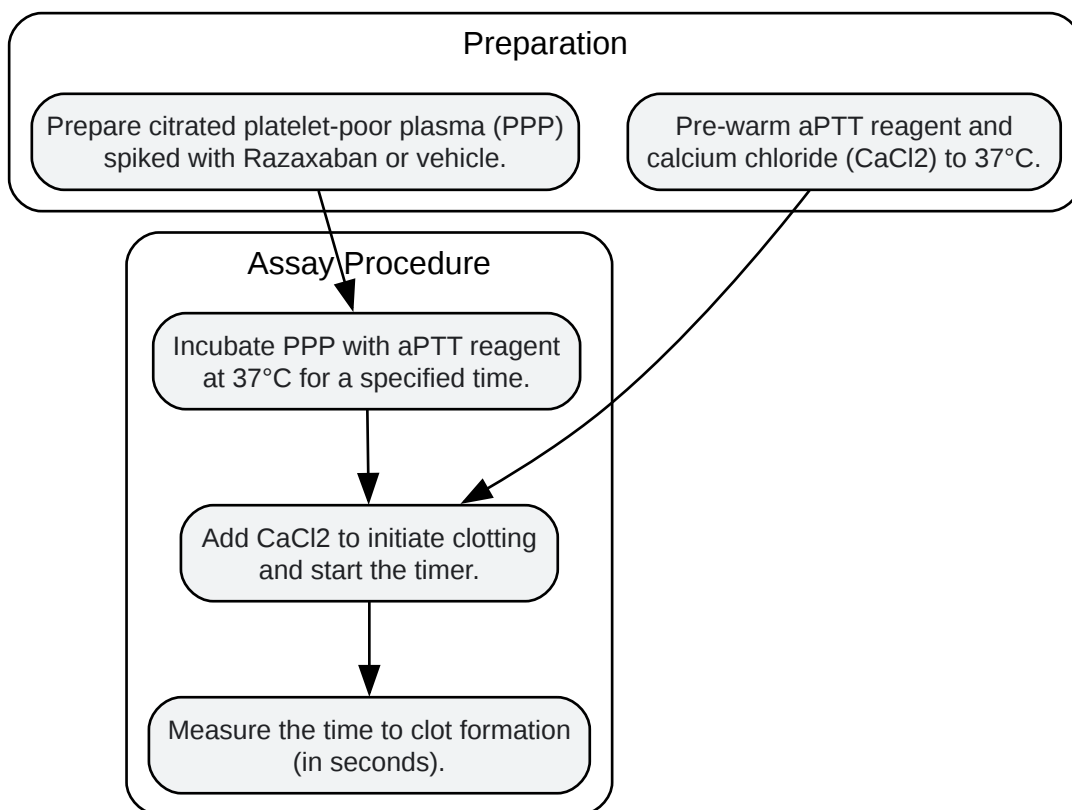 Preparation
Prepare citrated platelet-poor plasma (PPP)
spiked with Razaxaban or vehicle.
Pre-warm aPTT reagent and
calcium chloride (CaCl2) to 37°C.
Assay Procedure
Incubate PPP with aPTT reagent
at 37°C for a specified time.
Add CaCl2 to initiate clotting
and start the timer.
Measure the time to clot formation
(in seconds).